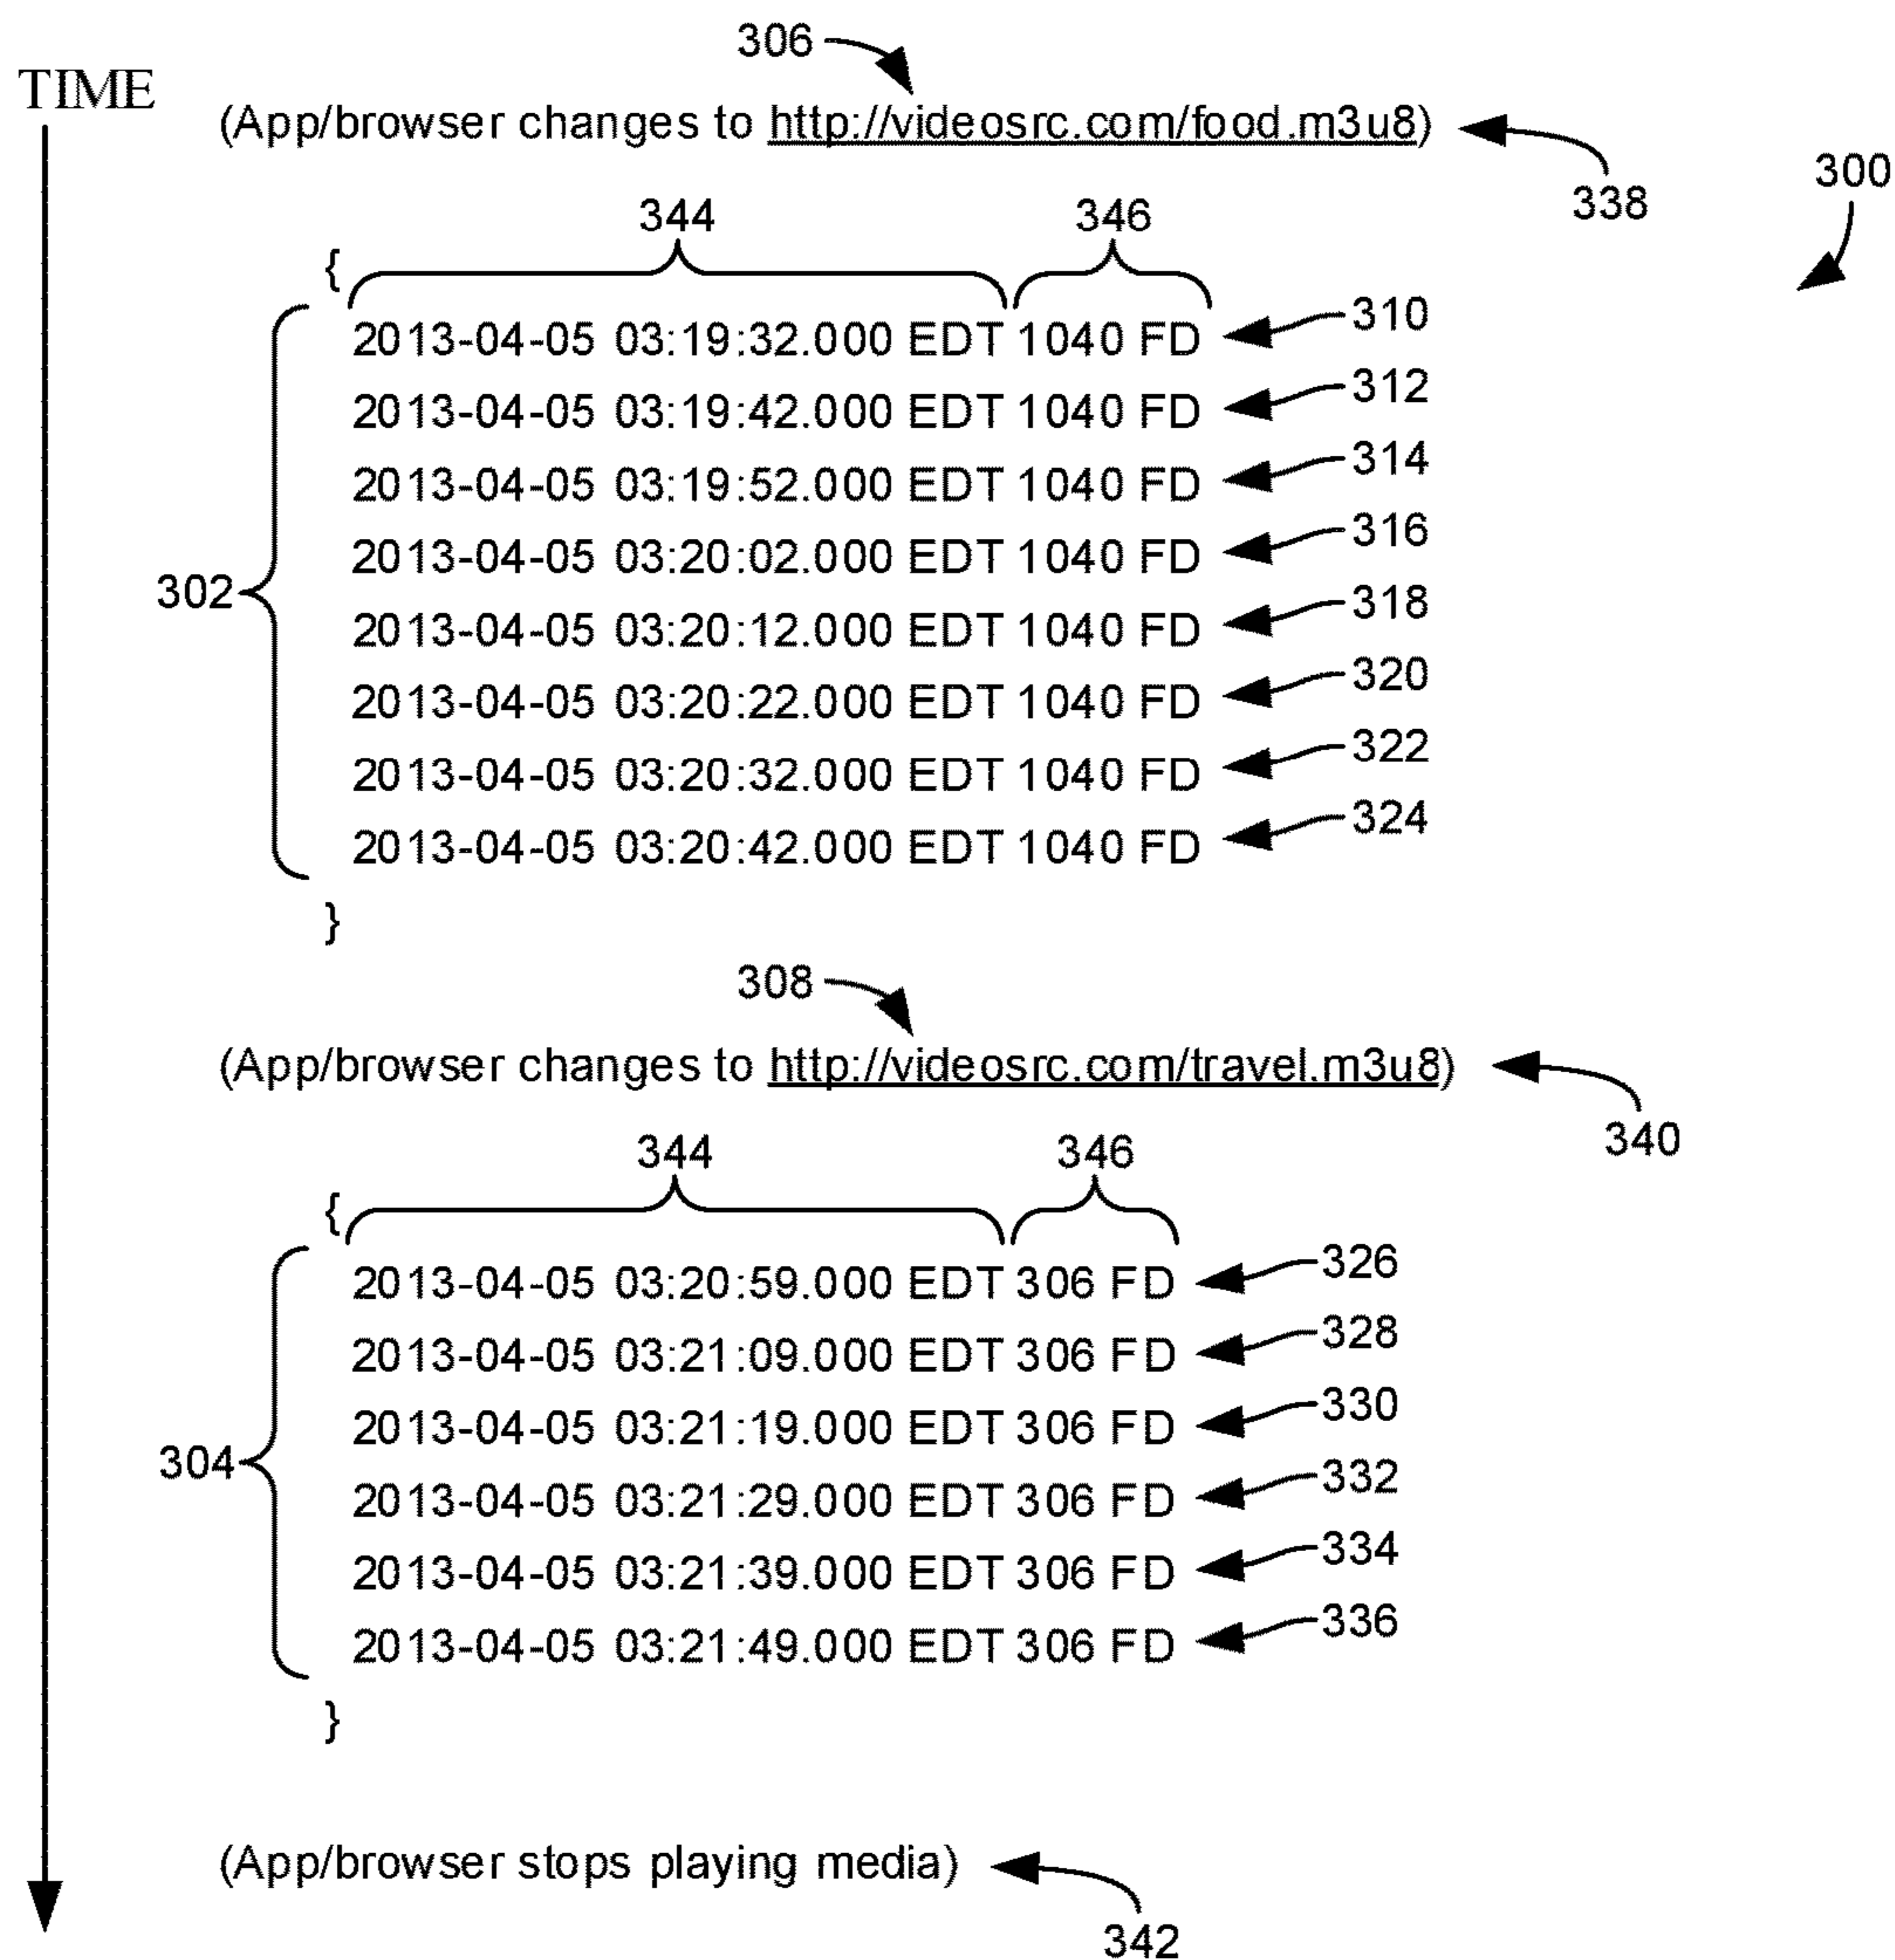 306
TIME
(App/browser changes to http://videosrc.com/food.m3u8)
338
300
344 346
{
2013-04-05 03:19:32.000 EDT 1040 FD 310
2013-04-05 03:19:42.000 EDT 1040 FD 312
2013-04-05 03:19:52.000 EDT 1040 FD 314
2013-04-05 03:20:02.000 EDT 1040 FD 316
302
2013-04-05 03:20:12.000 EDT 1040 FD 318
2013-04-05 03:20:22.000 EDT 1040 FD 320
2013-04-05 03:20:32.000 EDT 1040 FD 322
2013-04-05 03:20:42.000 EDT 1040 FD 324
}
308
(App/browser changes to http://videosrc.com/travel.m3u8)
340
344 346
{
2013-04-05 03:20:59.000 EDT 306 FD 326
2013-04-05 03:21:09.000 EDT 306 FD 328
2013-04-05 03:21:19.000 EDT 306 FD 330
304
2013-04-05 03:21:29.000 EDT 306 FD 332
2013-04-05 03:21:39.000 EDT 306 FD 334
2013-04-05 03:21:49.000 EDT 306 FD 336
}
(App/browser stops playing media)
342